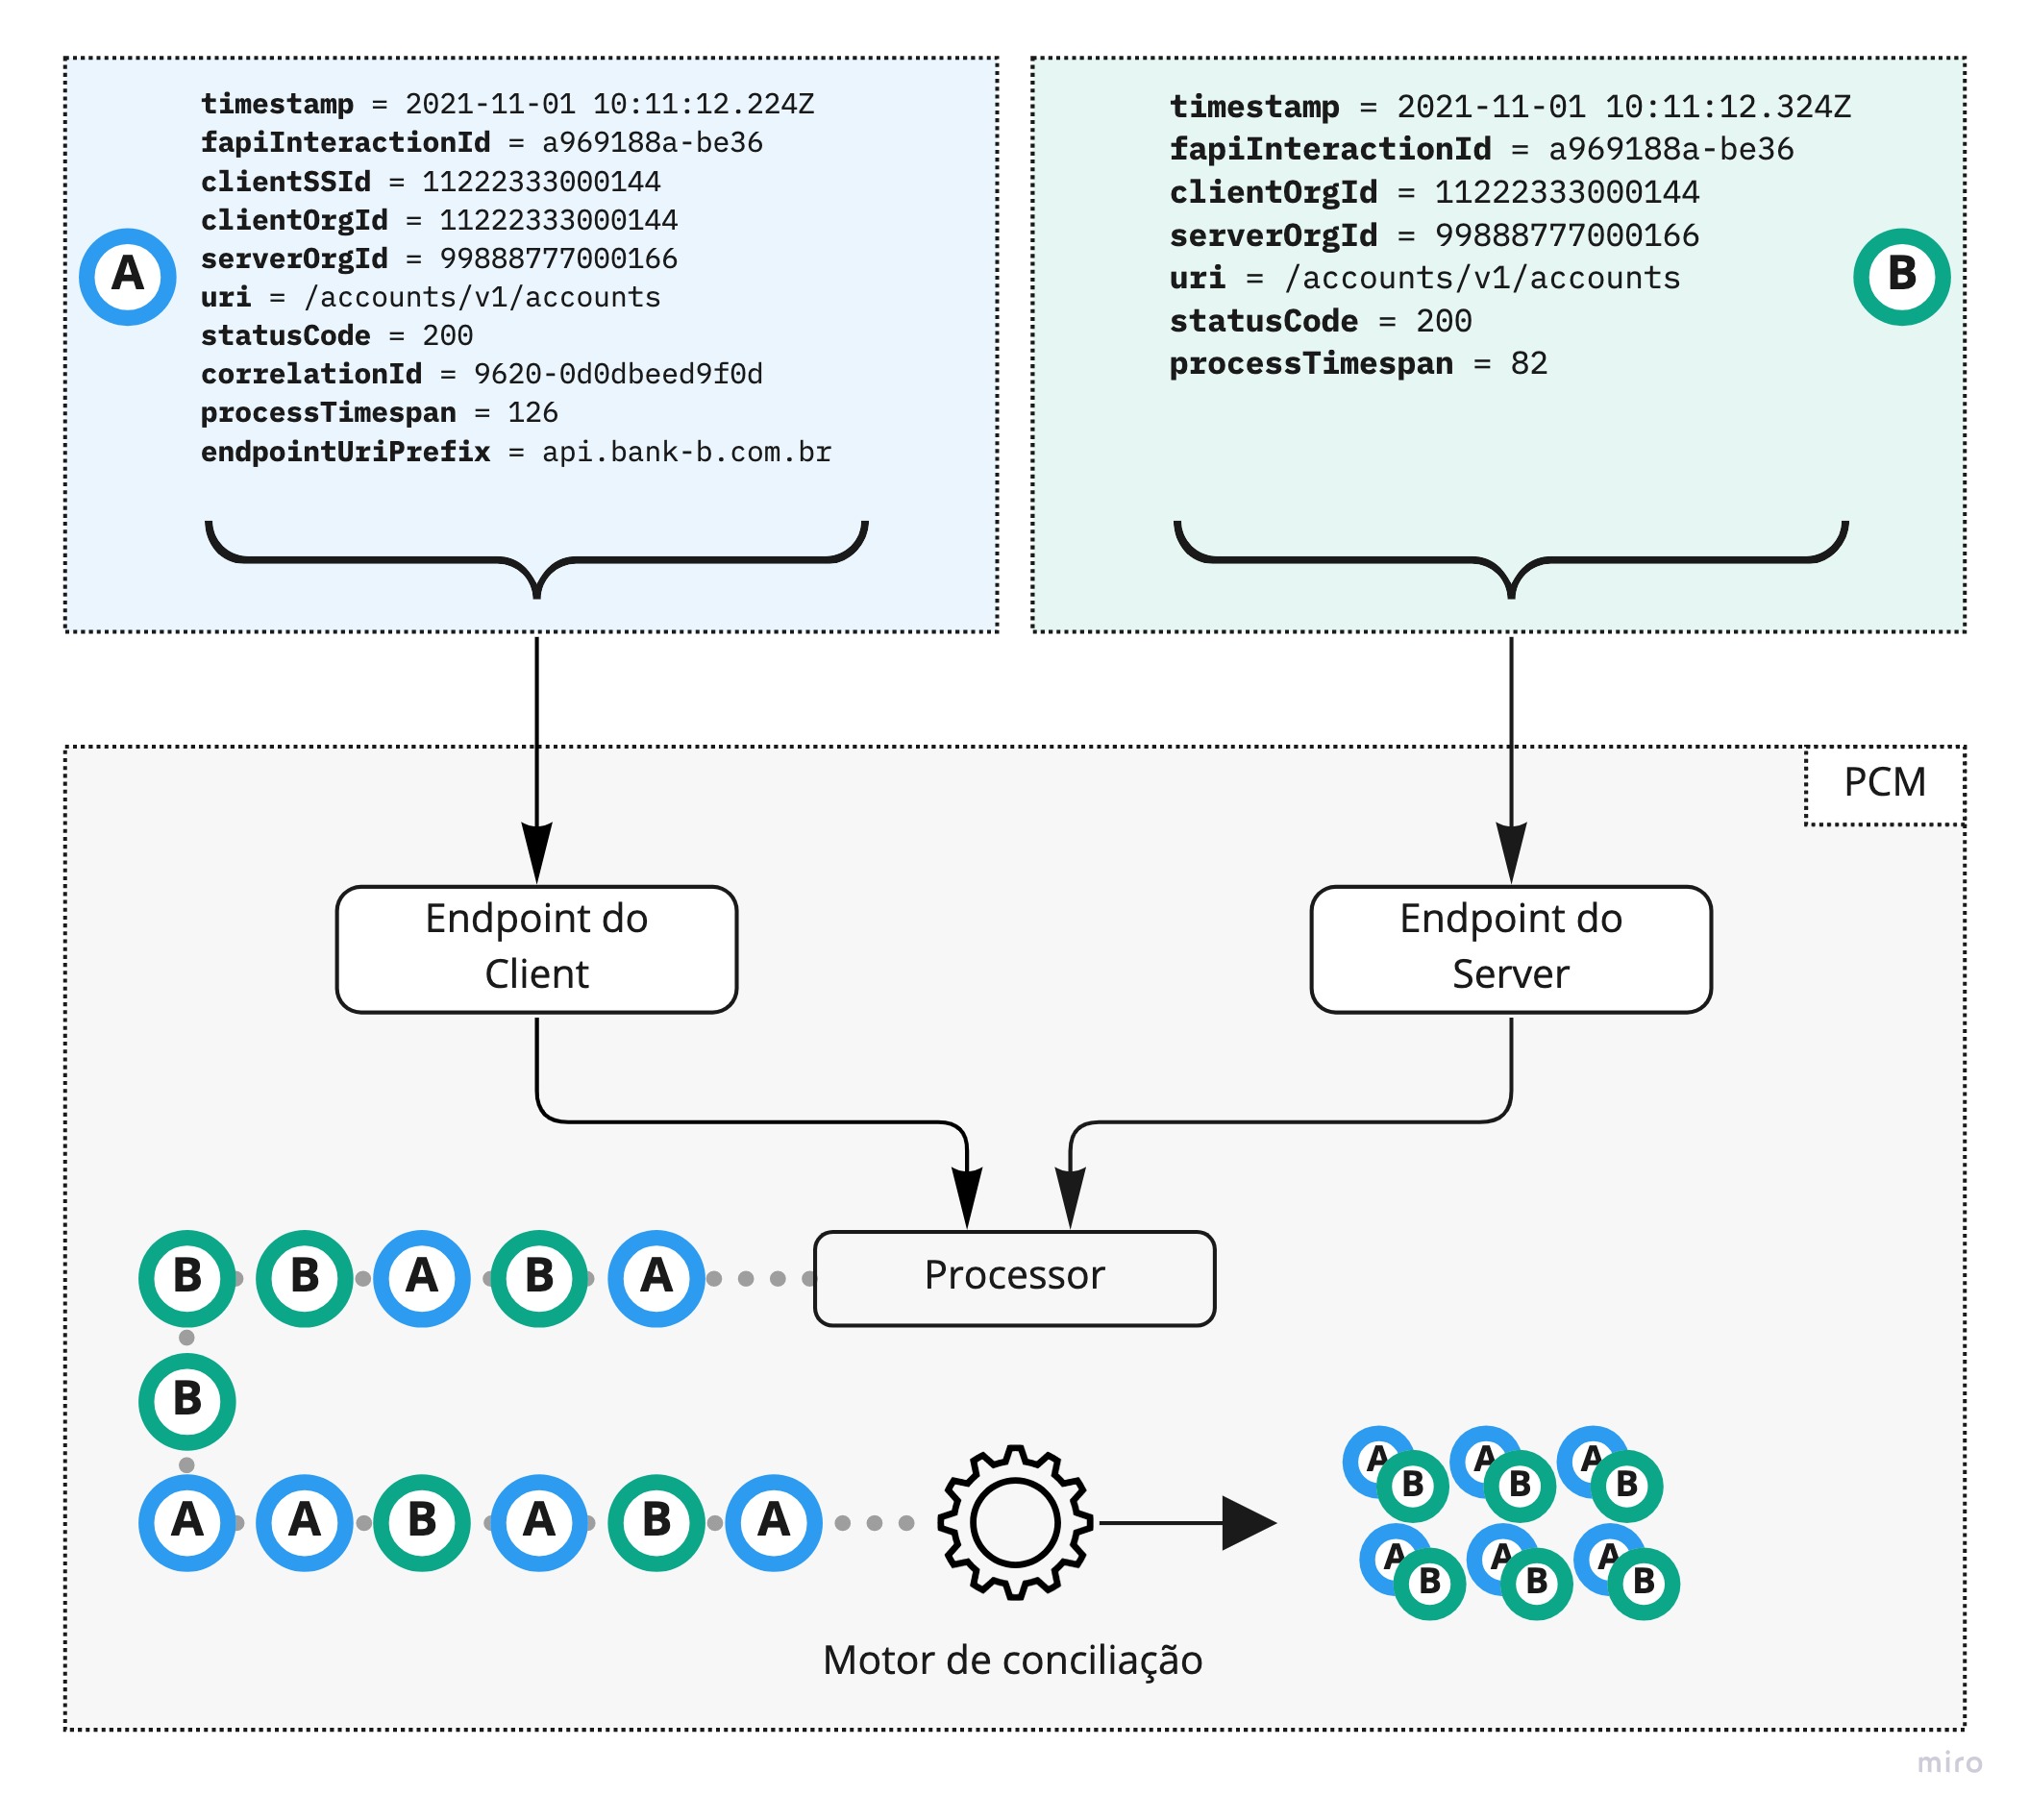 timestamp = 2021-11-01 10:11:12.224Z
fapiInteractionId = a969188a-be36
clientSSId = 11222333000144
clientOrgId = 11222333000144
serverOrgId = 99888777000166
uri = /accounts/v1/accounts
statusCode = 200
correlationId = 9620-0d0dbeed9f0d
processTimespan = 126
endpointUriPrefix = api.bank-b.com.br
A
timestamp = 2021-11-01 10:11:12.324Z
fapiInteractionId = a969188a-be36
clientOrgId = 11222333000144
serverOrgId = 99888777000166
uri = /accounts/v1/accounts
statusCode = 200
processTimespan = 82
B
PCM
Endpoint do
Client
Endpoint do
Server
B B A B A
Processor
B
A A B A B A
A B A B A B
A B A B A B
Motor de conciliação
miro